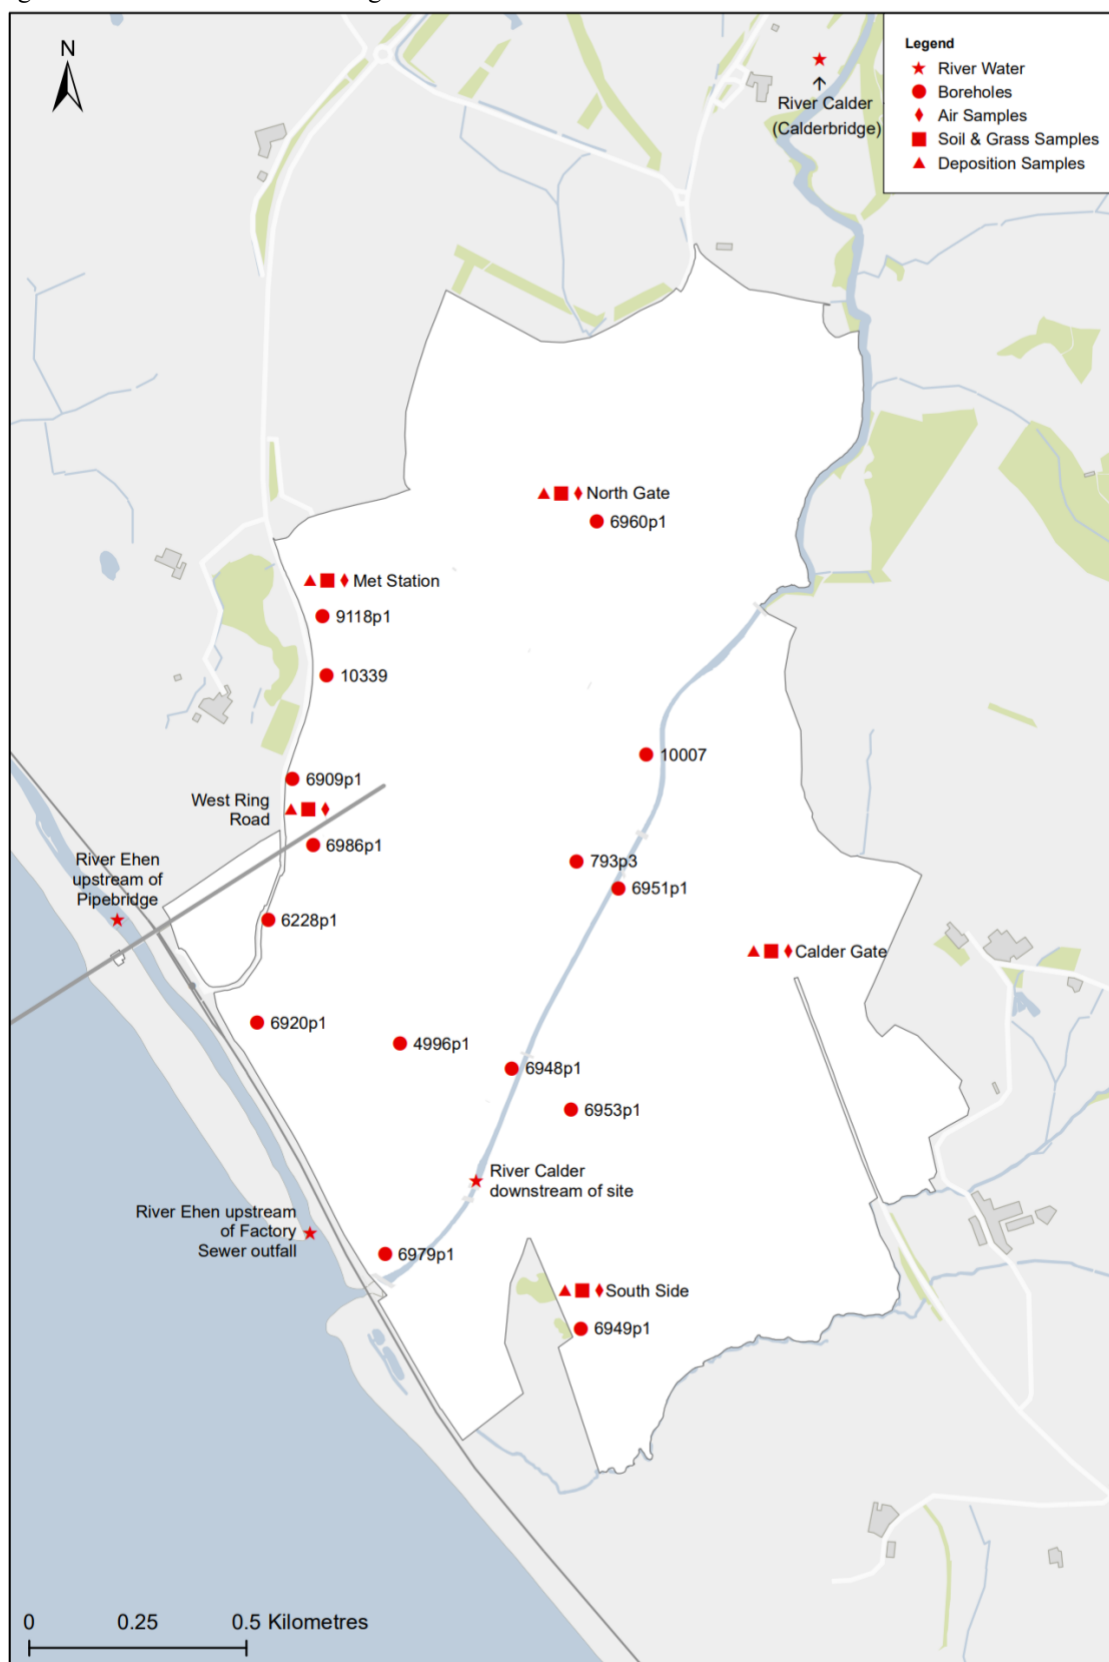 N
Legend
River Water
Boreholes
Air Samples
Soil & Grass Samples
Deposition Samples
River Calder
(Calderbridge)
North Gate
6960p1
Met Station
9118p1
10339
10007
6909p1
West Ring
Road
6986p1
793p3
River Ehen
upstream of
Pipebridge
6951p1
6228p1
Calder Gate
6920p1
4996p1
6948p1
6953p1
River Calder
downstream of site
River Ehen upstream
of Factory
Sewer outfall
6979p1
South Side
6949p1
0 0.25 0.5 Kilometres